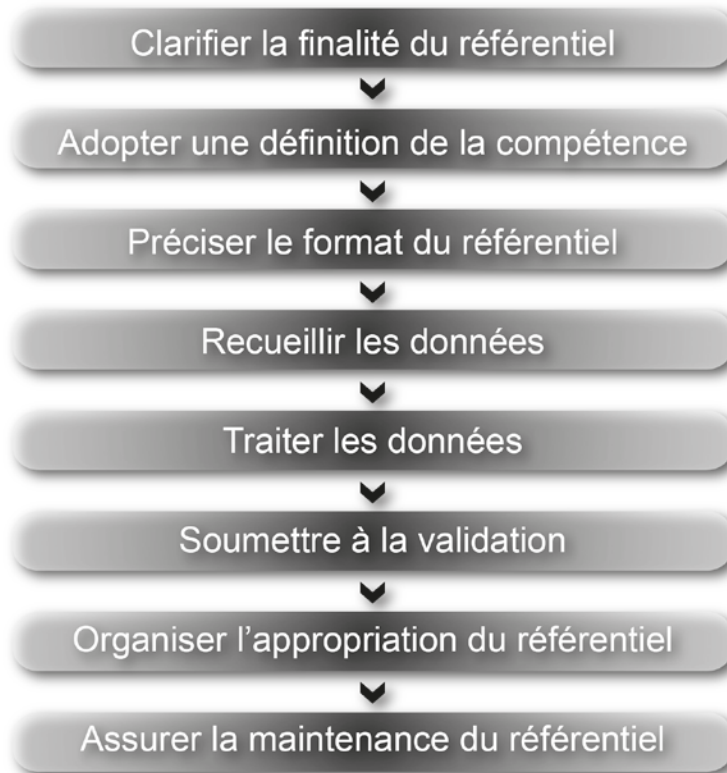 Clarifier la finalité du référentiel
Adopter une définition de la compétence
Préciser le format du référentiel
Recueillir les données
Traiter les données
Soumettre à la validation
Organiser l'appropriation du référentiel
Assurer la maintenance du référentiel